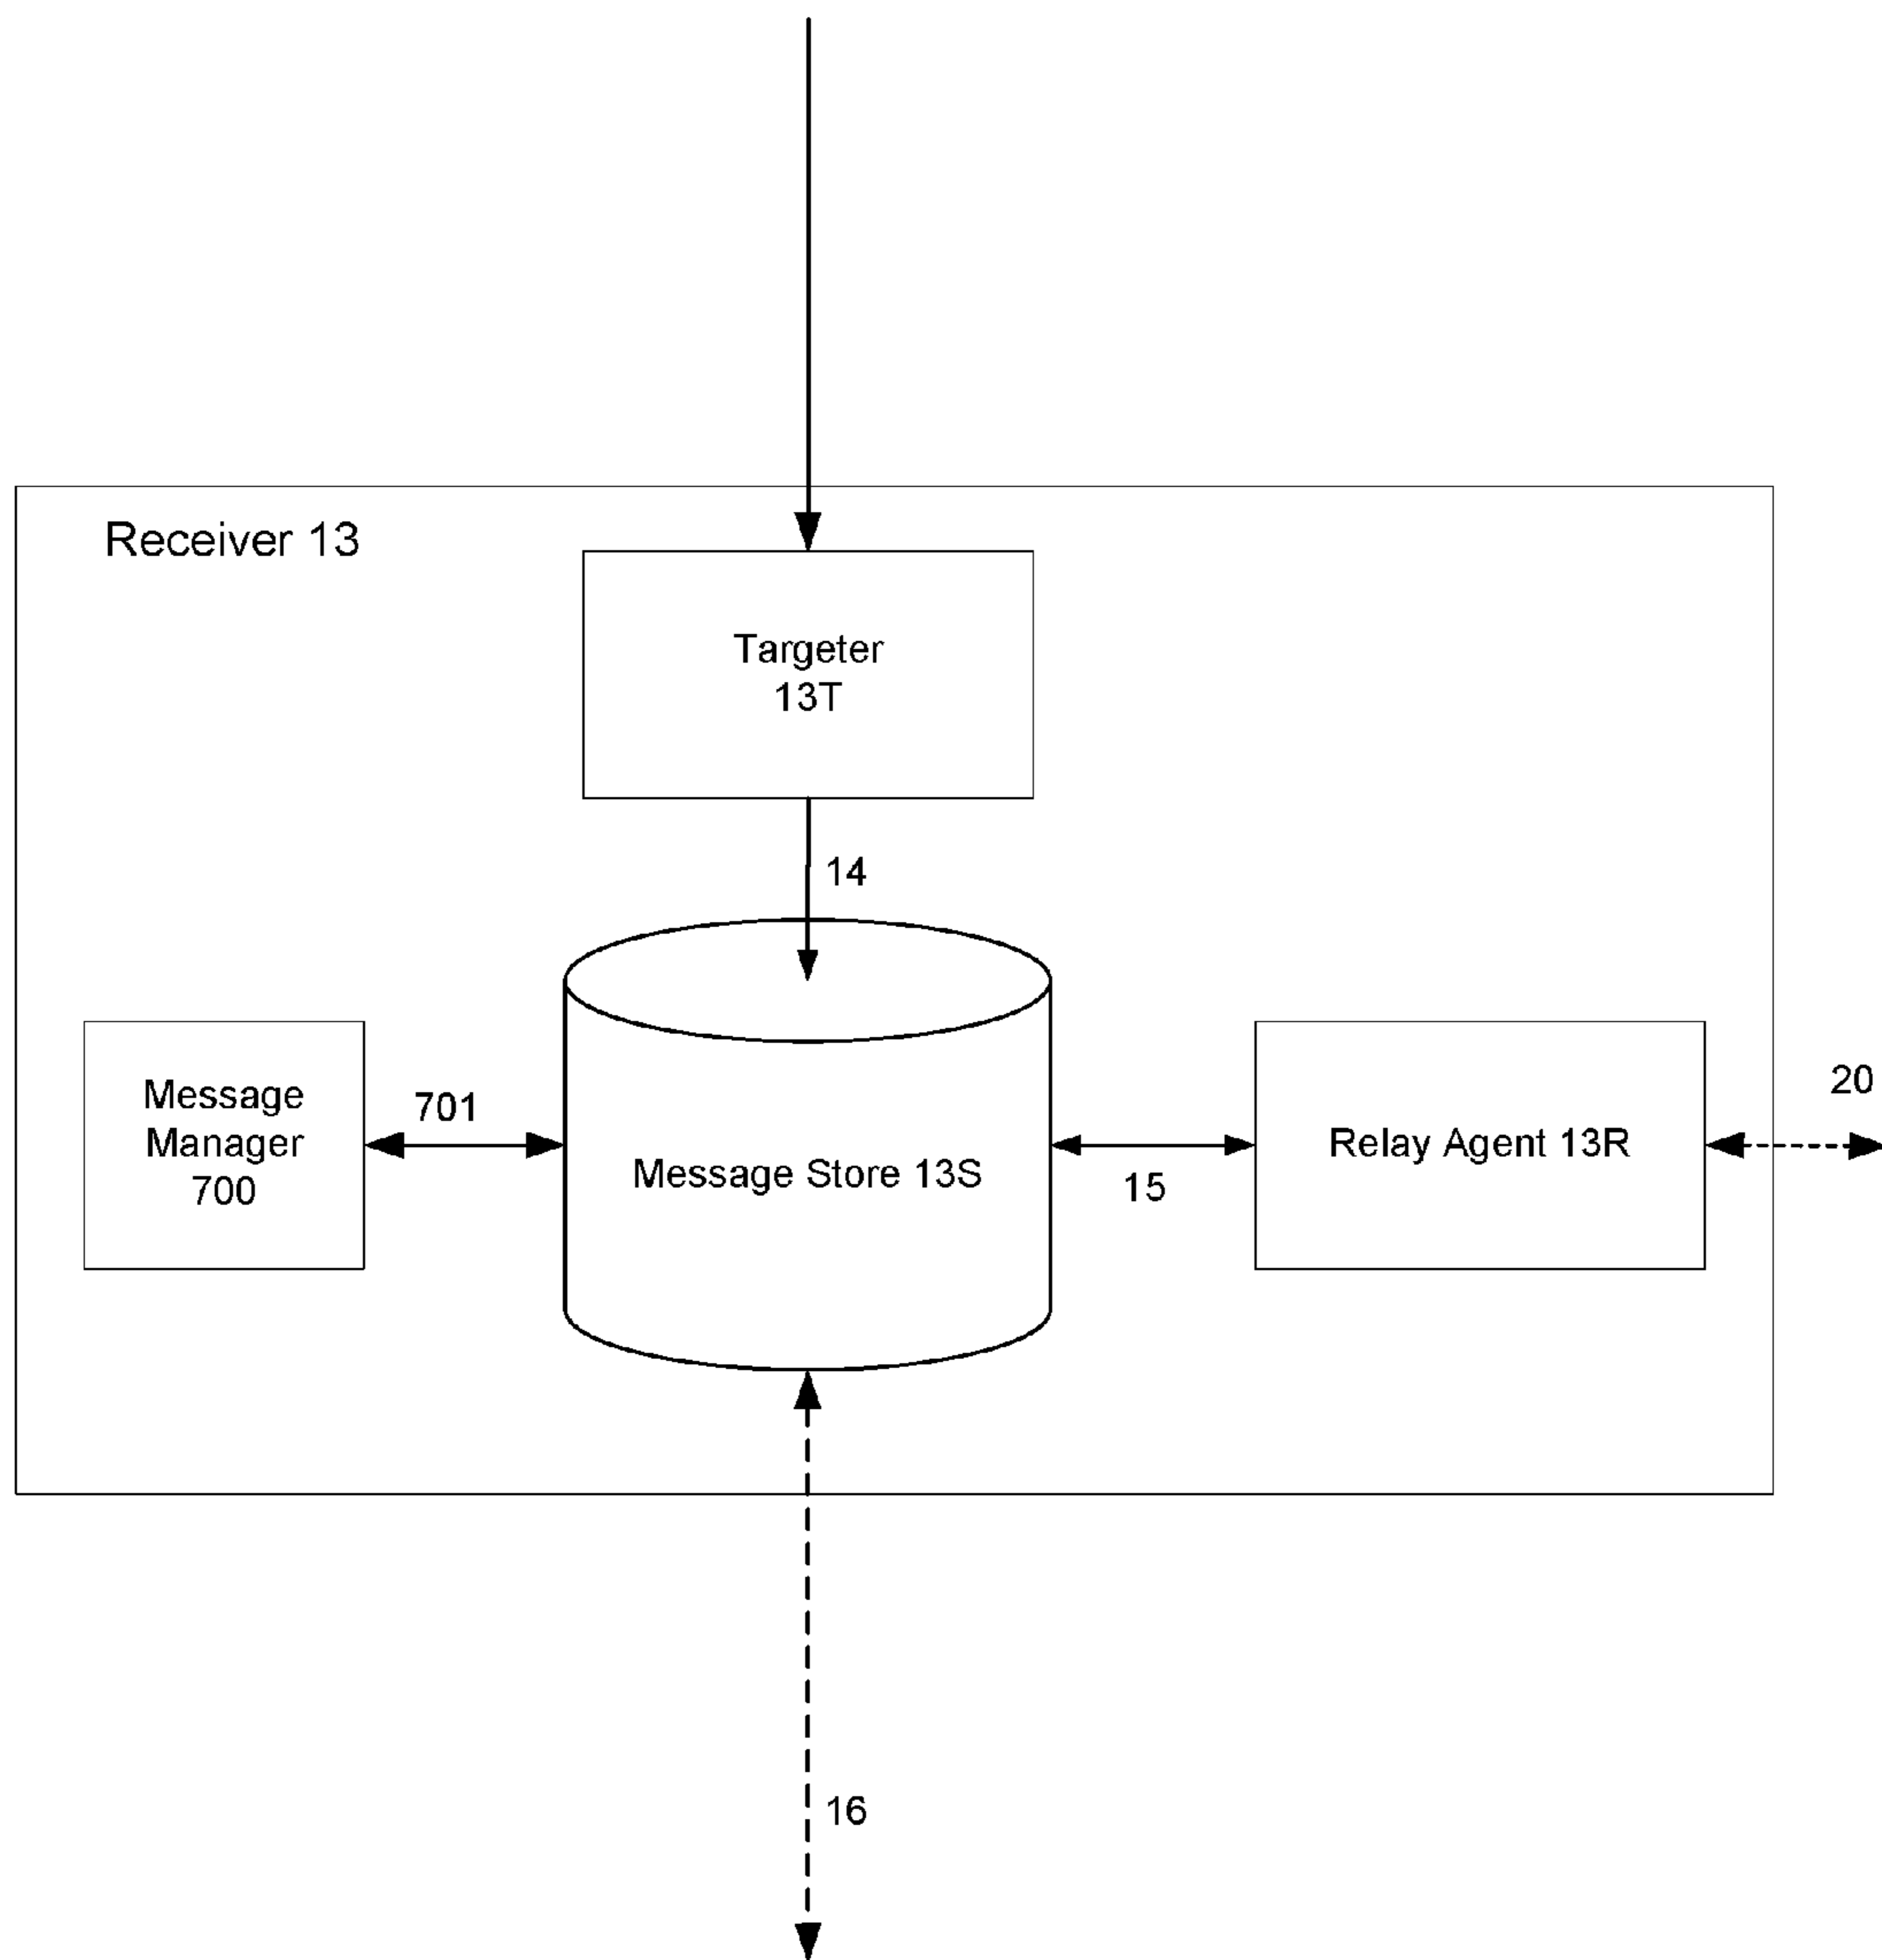 Receiver 13
Targeter
13T
14
Message
Manager
700
701
Message Store 13S
15
Relay Agent 13R
20
16